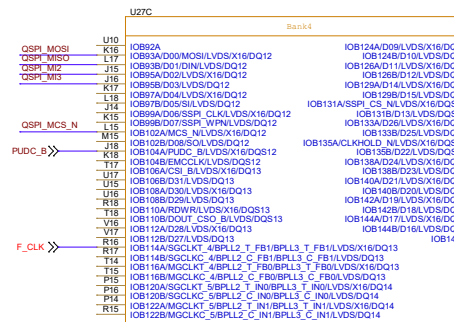 U27C
Bank4
U10 IOB92A IOB124A/D09/LVDS/X16/DQ
QSPI_MOSI K16 IOB93A/D00/MOSI/LVDS/X16/DQ12 IOB124B/D10/LVDS/DQ
QSPI_MISO L17 IOB93B/D01/DIN/LVDS/DQ12 IOB126A/D11/LVDS/X16/DQ
QSPI_MI2 J15 IOB95A/D02/LVDS/X16/DQ12 IOB126B/D12/LVDS/DQ
QSPI_MI3 J16 IOB95B/D03/LVDS/DQ12 IOB129A/D14/LVDS/X16/DQ
K17 IOB97A/D04/LVDS/X16/DQ12 IOB129B/D15/LVDS/DQ
L18 IOB97B/D05/SI/LVDS/DQ12 IOB131A/SSPI_CS_N/LVDS/X16/DQS
J14 IOB99A/D06/SSPI_CLK/LVDS/X16/DQ12 IOB131B/D13/LVDS/DQS
K15 IOB99B/D07/SSPI_WPN/LVDS/DQ12 IOB133A/D26/LVDS/X16/DQ
QSPI_MCS_N L15 IOB102A/MCS_N/LVDS/X16/DQ12 IOB133B/D25/LVDS/DQ
M15 IOB102B/D08/SO/LVDS/DQ12 IOB135A/CLKHOLD_N/LVDS/X16/DQS
PUDC_B J18 IOB104A/PUDC_B/LVDS/X16/DQS12 IOB135B/D22/LVDS/DQS
K18 IOB104B/EMCCLK/LVDS/DQS12 IOB138A/D24/LVDS/X16/DQ
T17 IOB106A/CSI_B/LVDS/X16/DQ13 IOB138B/D23/LVDS/DQ
U17 IOB106B/D31/LVDS/DQ13 IOB140A/D21/LVDS/X16/DQ
U15 IOB108A/D30/LVDS/X16/DQ13 IOB140B/D20/LVDS/DQ
U16 IOB108B/D29/LVDS/DQ13 IOB142A/D19/LVDS/X16/DQ
R18 IOB110A/RDWR/LVDS/X16/DQS13 IOB142B/D18/LVDS/DQ
T18 IOB110B/DOUT_CSO_B/LVDS/DQS13 IOB144A/D17/LVDS/X16/DQ
V16 IOB112A/D28/LVDS/X16/DQ13 IOB144B/D16/LVDS/DQ
V17 IOB112B/D27/LVDS/DQ13 IOB14
F_CLK R16 IOB114A/SGCLKT_4/BPLL2_T_FB1/BPLL3_T_FB1/LVDS/X16/DQ13
R17 IOB114B/SGCLKC_4/BPLL2_C_FB1/BPLL3_C_FB1/LVDS/DQ13
T14 IOB116A/MGCLKT_4/BPLL2_T_FB0/BPLL3_T_FB0/LVDS/X16/DQ13
T15 IOB116B/MGCLKC_4/BPLL2_C_FB0/BPLL3_C_FB0/LVDS/DQ13
P15 IOB120A/SGCLKT_5/BPLL2_T_IN0/BPLL3_T_IN0/LVDS/X16/DQ14
P16 IOB120B/SGCLKC_5/BPLL2_C_IN0/BPLL3_C_IN0/LVDS/DQ14
P14 IOB122A/MGCLKT_5/BPLL2_T_IN1/BPLL3_T_IN1/LVDS/X16/DQ14
R15 IOB122B/MGCLKC_5/BPLL2_C_IN1/BPLL3_C_IN1/LVDS/DQ14